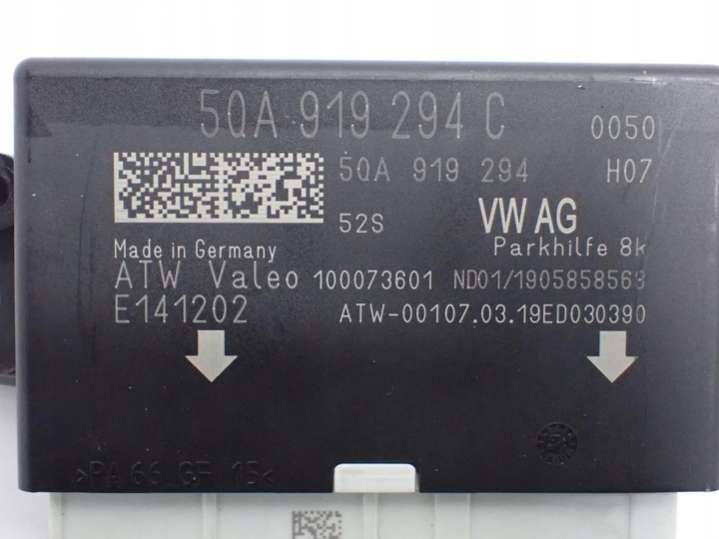 5QA 919 294 C 0050
5QA 919 294 H07
52S VW AG
Made in Germany Parkhilfe 8k
ATW Valeo 100073601 ND01/1905858563
E141202 ATW-00107.03.19ED030390
>PA 66 GF 15<